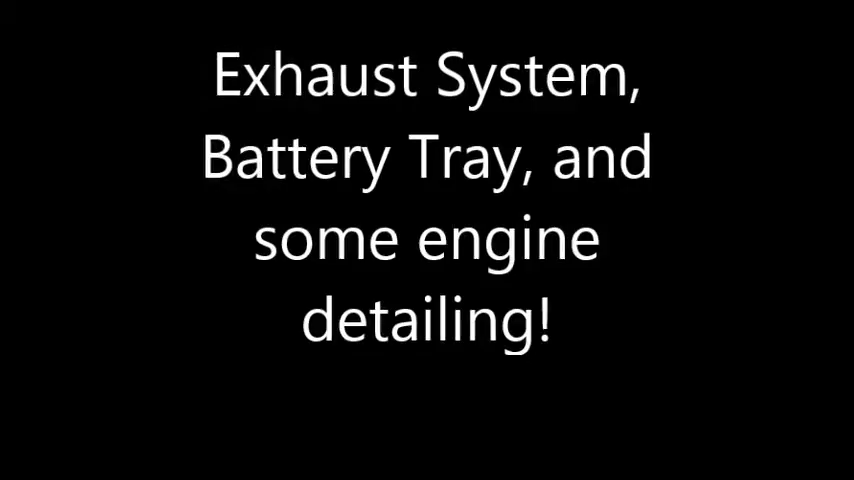 Exhaust System,
Battery Tray, and
some engine
detailing!